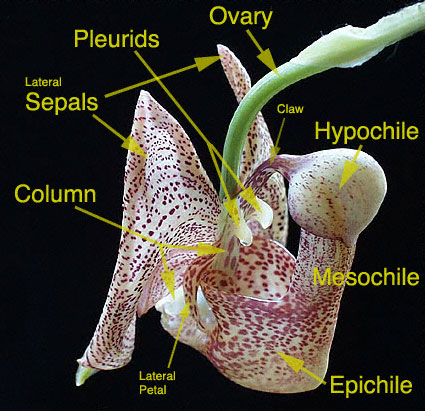 Ovary
Pleurids
Lateral
Sepals
Claw
Hypochile
Column
Mesochile
Lateral
Petal
Epichile